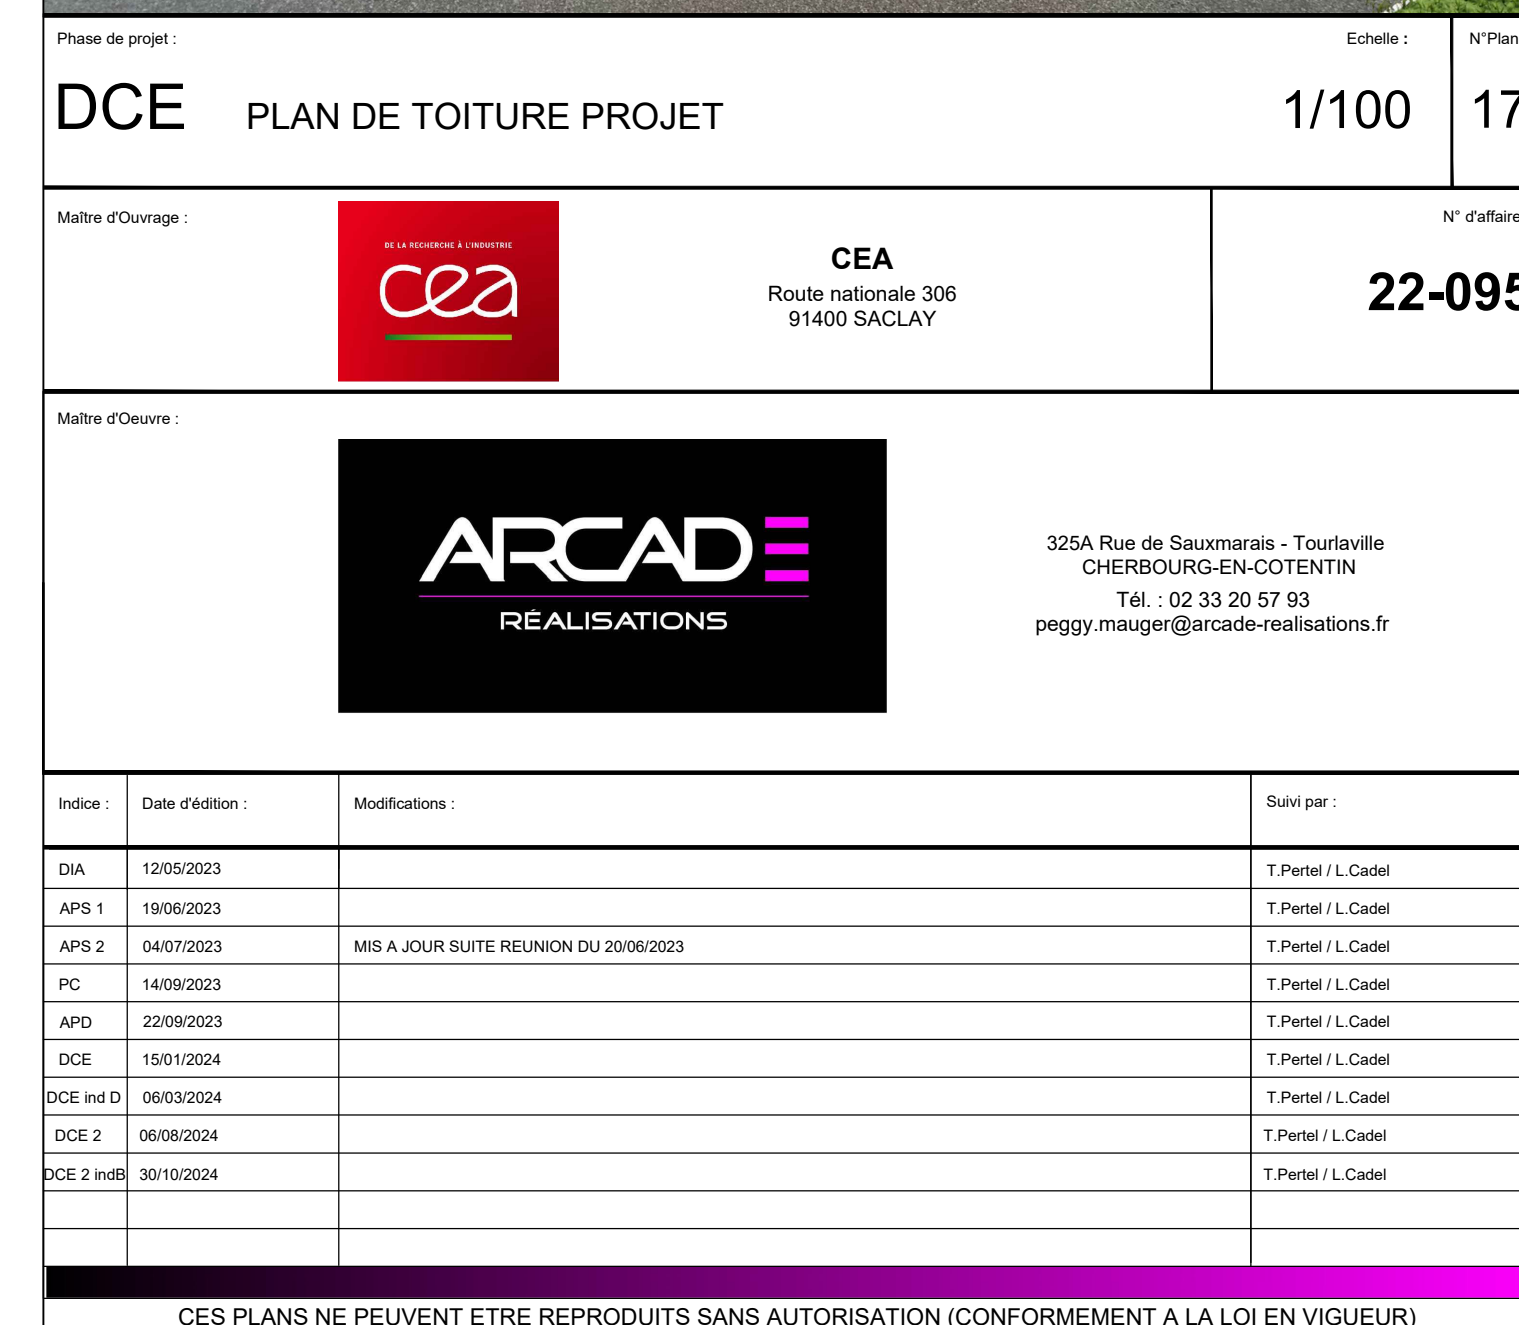 Phase de projet :
Echelle :
N°Plan
DCE PLAN DE TOITURE PROJET
1/100
17
Maître d'Ouvrage :
DE LA RECHERCHE À L'INDUSTRIE
cea
CEA
Route nationale 306
91400 SACLAY
N° d'affaire
22-095
Maître d'Oeuvre :
ARCADE
RÉALISATIONS
325A Rue de Sauxmarais - Tourlaville
CHERBOURG-EN-COTENTIN
Tél. : 02 33 20 57 93
peggy.mauger@arcade-realisations.fr
Indice : Date d'édition : Modifications : Suivi par :
DIA 12/05/2023 T.Pertel / L.Cadel
APS 1 19/06/2023 T.Pertel / L.Cadel
APS 2 04/07/2023 MIS A JOUR SUITE REUNION DU 20/06/2023 T.Pertel / L.Cadel
PC 14/09/2023 T.Pertel / L.Cadel
APD 22/09/2023 T.Pertel / L.Cadel
DCE 15/01/2024 T.Pertel / L.Cadel
DCE ind D 06/03/2024 T.Pertel / L.Cadel
DCE 2 06/08/2024 T.Pertel / L.Cadel
DCE 2 indB 30/10/2024 T.Pertel / L.Cadel
CES PLANS NE PEUVENT ETRE REPRODUITS SANS AUTORISATION (CONFORMEMENT A LA LOI EN VIGUEUR)